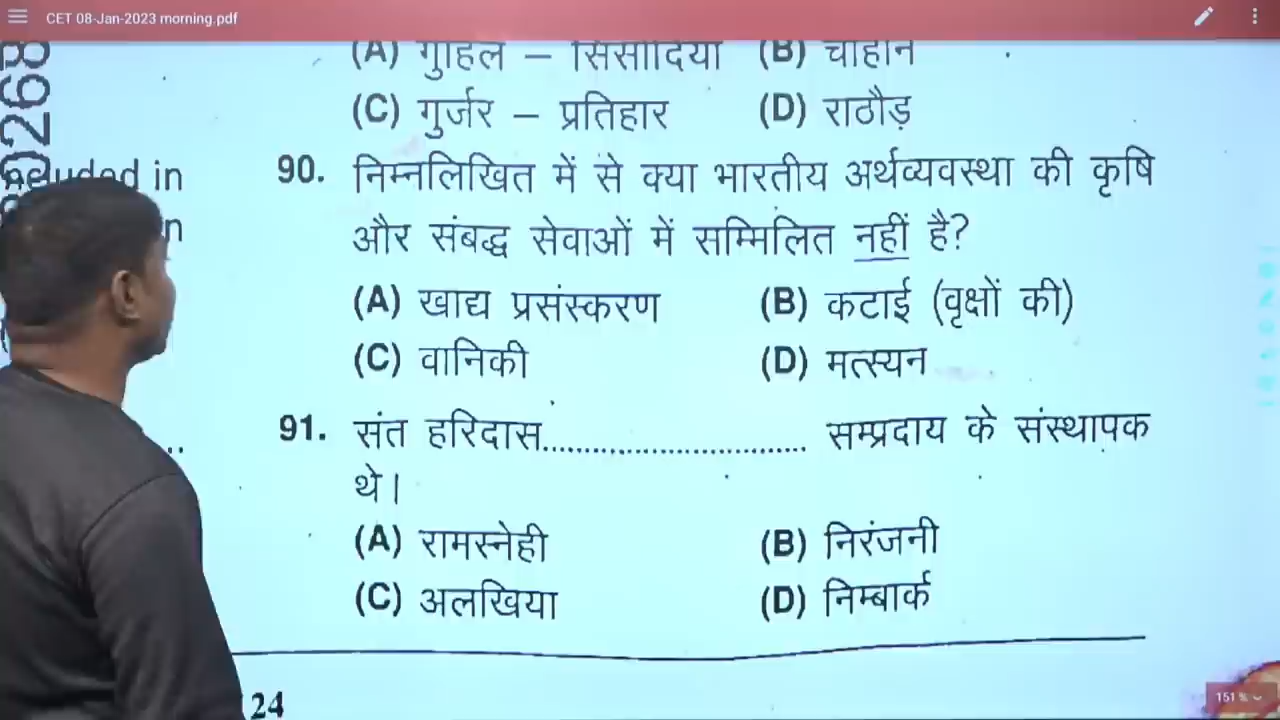 CET 08-Jan-2023 morning.pdf
(A) गुहिल – सिसोदिया (B) चौहान
(C) गुर्जर – प्रतिहार (D) राठौड़
90. निम्नलिखित में से क्या भारतीय अर्थव्यवस्था की कृषि
और संबद्ध सेवाओं में सम्मिलित नहीं है?
(A) खाद्य प्रसंस्करण (B) कटाई (वृक्षों की)
(C) वानिकी (D) मत्स्यन
91. संत हरिदास............................. सम्प्रदाय के संस्थापक
थे।
(A) रामस्नेही (B) निरंजनी
(C) अलखिया (D) निम्बार्क
in
24
151 %